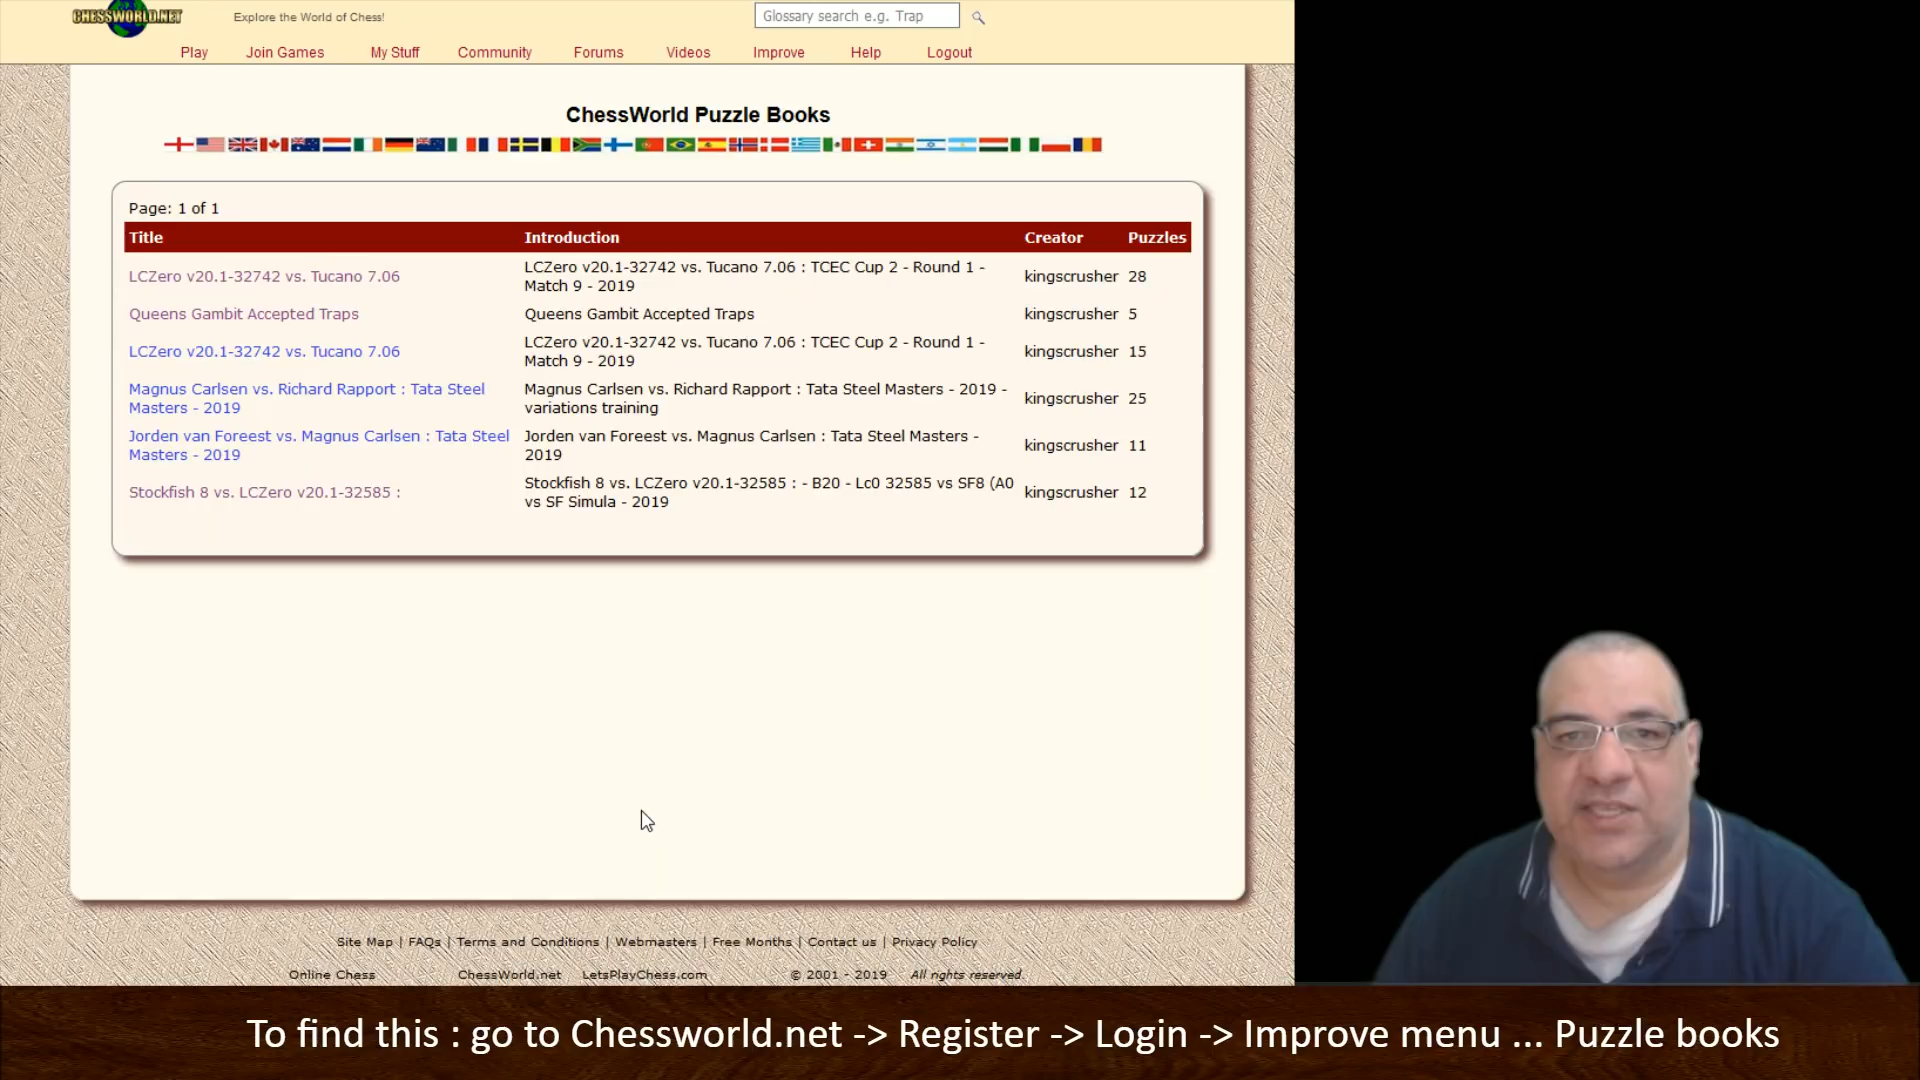 CHESSWORLD.NET
Explore the World of Chess!
Glossary search e.g. Trap
Play Join Games My Stuff Community Forums Videos Improve Help Logout
ChessWorld Puzzle Books
Page: 1 of 1
Title Introduction Creator Puzzles
LCZero v20.1-32742 vs. Tucano 7.06 LCZero v20.1-32742 vs. Tucano 7.06 : TCEC Cup 2 - Round 1 - kingscrusher 28
Match 9 - 2019
Queens Gambit Accepted Traps Queens Gambit Accepted Traps kingscrusher 5
LCZero v20.1-32742 vs. Tucano 7.06 LCZero v20.1-32742 vs. Tucano 7.06 : TCEC Cup 2 - Round 1 - kingscrusher 15
Match 9 - 2019
Magnus Carlsen vs. Richard Rapport : Tata Steel Magnus Carlsen vs. Richard Rapport : Tata Steel Masters - 2019 - kingscrusher 25
Masters - 2019 variations training
Jorden van Foreest vs. Magnus Carlsen : Tata Steel Jorden van Foreest vs. Magnus Carlsen : Tata Steel Masters - kingscrusher 11
Masters - 2019 2019
Stockfish 8 vs. LCZero v20.1-32585 : Stockfish 8 vs. LCZero v20.1-32585 : - B20 - Lc0 32585 vs SF8 (A0 kingscrusher 12
vs SF Simula - 2019
Site Map | FAQs | Terms and Conditions | Webmasters | Free Months | Contact us | Privacy Policy
Online Chess ChessWorld.net LetsPlayChess.com © 2001 - 2019 All rights reserved.
To find this : go to Chessworld.net -> Register -> Login -> Improve menu ... Puzzle books